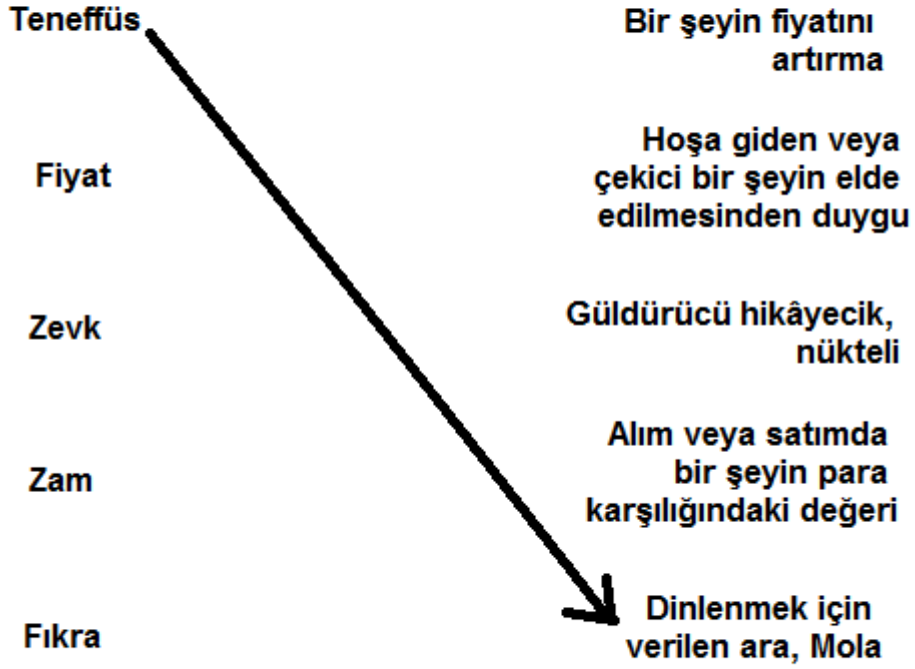 Teneffüs
Bir şeyin fiyatını
artırma
Fiyat
Hoşa giden veya
çekici bir şeyin elde
edilmesinden duygu
Zevk
Güldürücü hikâyecik,
nükteli
Zam
Alım veya satımda
bir şeyin para
karşılığındaki değeri
Fıkra
Dinlenmek için
verilen ara, Mola